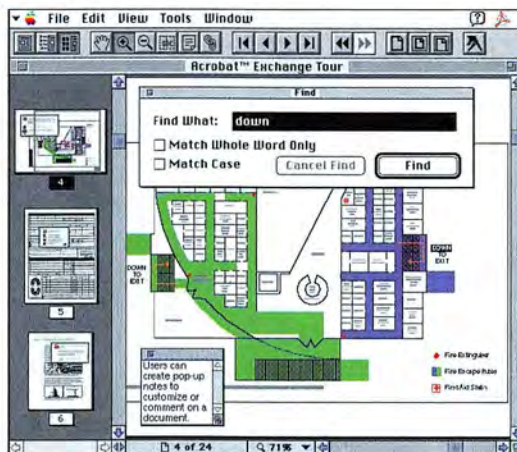 File Edit View Tools Window
Acrobat™ Exchange Tour
Find
Find What: down
Match Whole Word Only
Match Case Cancel Find Find
4
DOWN
TO
EXIT
DOWN
TO
EXIT
5
Users can
create pop-up
notes to
customize or
comment on a
document.
Fire Extinguisher
Fire Escape Route
First Aid Station
6
4 of 24 71%